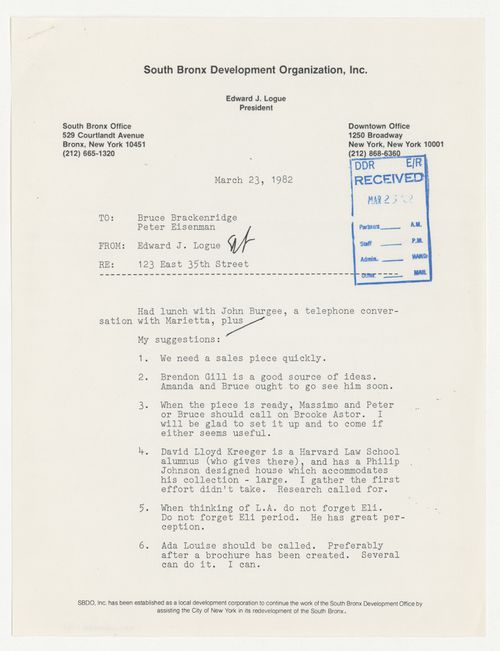 South Bronx Development Organization, Inc.
Edward J. Logue
President
South Bronx Office
529 Courtlandt Avenue
Bronx, New York 10451
(212) 665-1320
Downtown Office
1250 Broadway
New York, New York 10001
(212) 868-6360
DDR E/R
RECEIVED
MAR 25 '82
Partners A.M.
Staff P.M.
Admin. HAND
Other MAIL
March 23, 1982
TO: Bruce Brackenridge
Peter Eisenman
FROM: Edward J. Logue
RE: 123 East 35th Street
Had lunch with John Burgee, a telephone conver-
sation with Marietta, plus
My suggestions:
1. We need a sales piece quickly.
2. Brendon Gill is a good source of ideas.
Amanda and Bruce ought to go see him soon.
3. When the piece is ready, Massimo and Peter
or Bruce should call on Brooke Astor. I
will be glad to set it up and to come if
either seems useful.
4. David Lloyd Kreeger is a Harvard Law School
alumnus (who gives there), and has a Philip
Johnson designed house which accommodates
his collection - large. I gather the first
effort didn't take. Research called for.
5. When thinking of L.A. do not forget Eli.
Do not forget Eli period. He has great per-
ception.
6. Ada Louise should be called. Preferably
after a brochure has been created. Several
can do it. I can.
SBDO, Inc. has been established as a local development corporation to continue the work of the South Bronx Development Office by
assisting the City of New York in its redevelopment of the South Bronx.